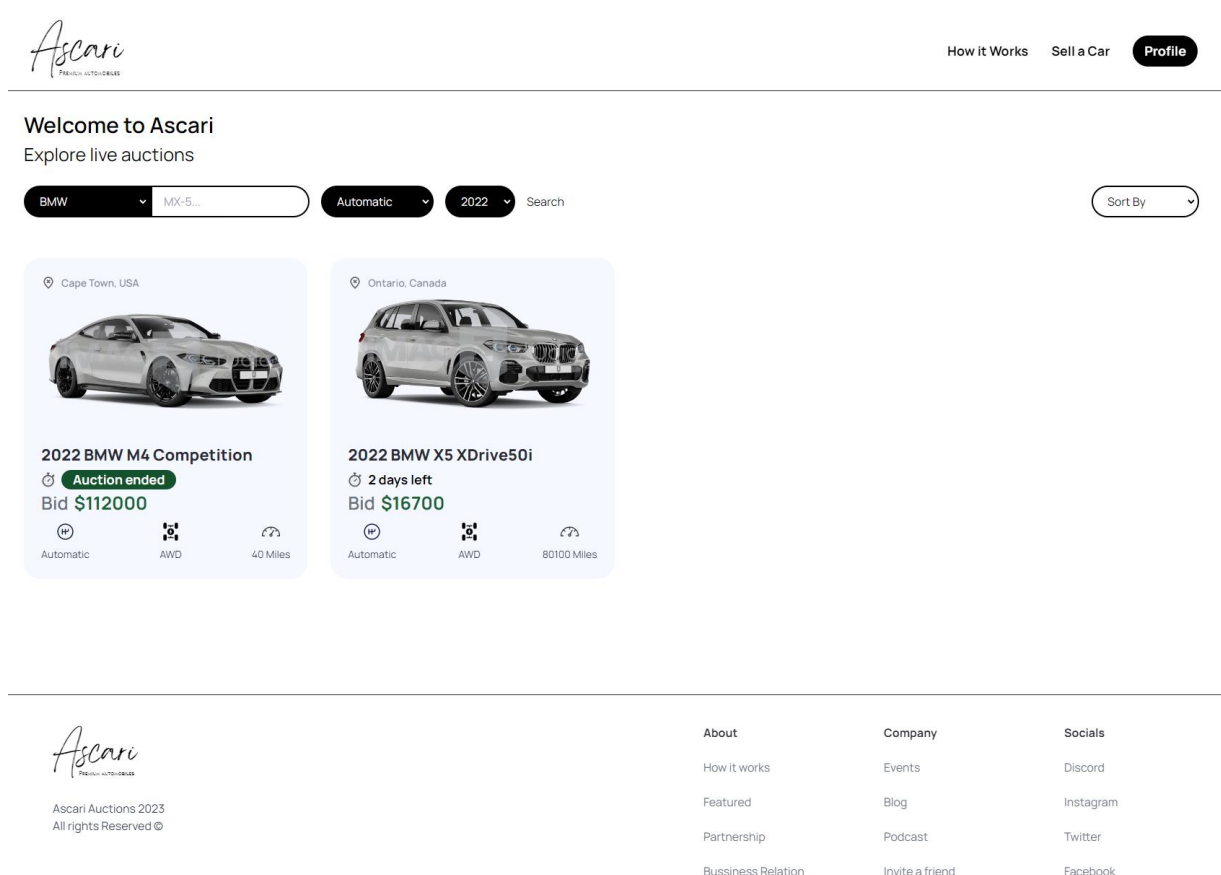 Ascari
PREMIUM AUTOMOBILES
How it Works Sell a Car Profile
Welcome to Ascari
Explore live auctions
BMW MX-5... Automatic 2022 Search Sort By
Cape Town, USA
2022 BMW M4 Competition
Auction ended
Bid $112000
Automatic AWD 40 Miles
Ontario, Canada
2022 BMW X5 XDrive50i
2 days left
Bid $16700
Automatic AWD 80100 Miles
Ascari
PREMIUM AUTOMOBILES
Ascari Auctions 2023
All rights Reserved ©
About
How it works
Featured
Partnership
Bussiness Relation
Company
Events
Blog
Podcast
Invite a friend
Socials
Discord
Instagram
Twitter
Facebook